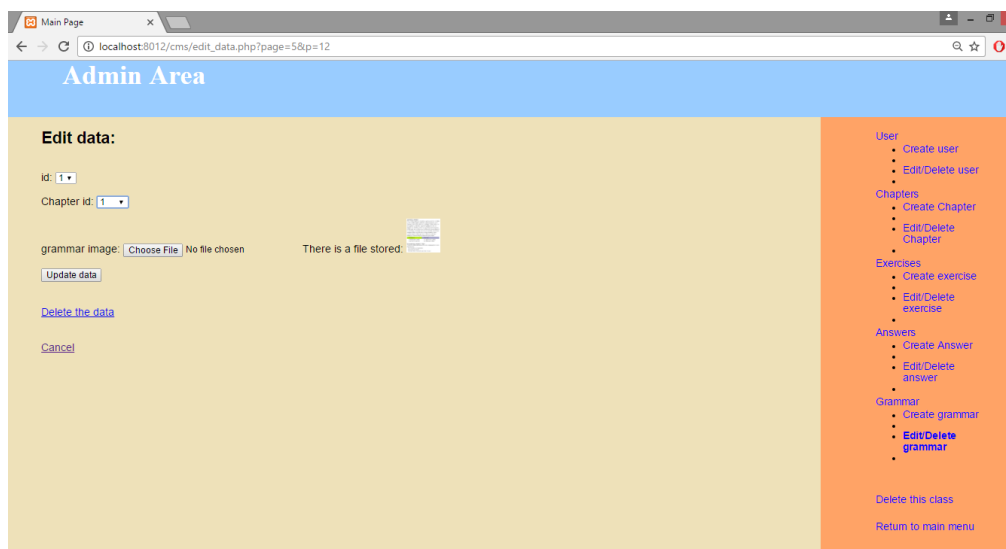 Main Page
localhost:8012/cms/edit_data.php?page=5&p=12
Admin Area
Edit data:
id: 1
Chapter id: 1
grammar image: Choose File No file chosen There is a file stored:
Update data
Delete the data
Cancel
User
Create user
Edit/Delete user
Chapters
Create Chapter
Edit/Delete
Chapter
Exercises
Create exercise
Edit/Delete
exercise
Answers
Create Answer
Edit/Delete
answer
Grammar
Create grammar
Edit/Delete
grammar
Delete this class
Return to main menu